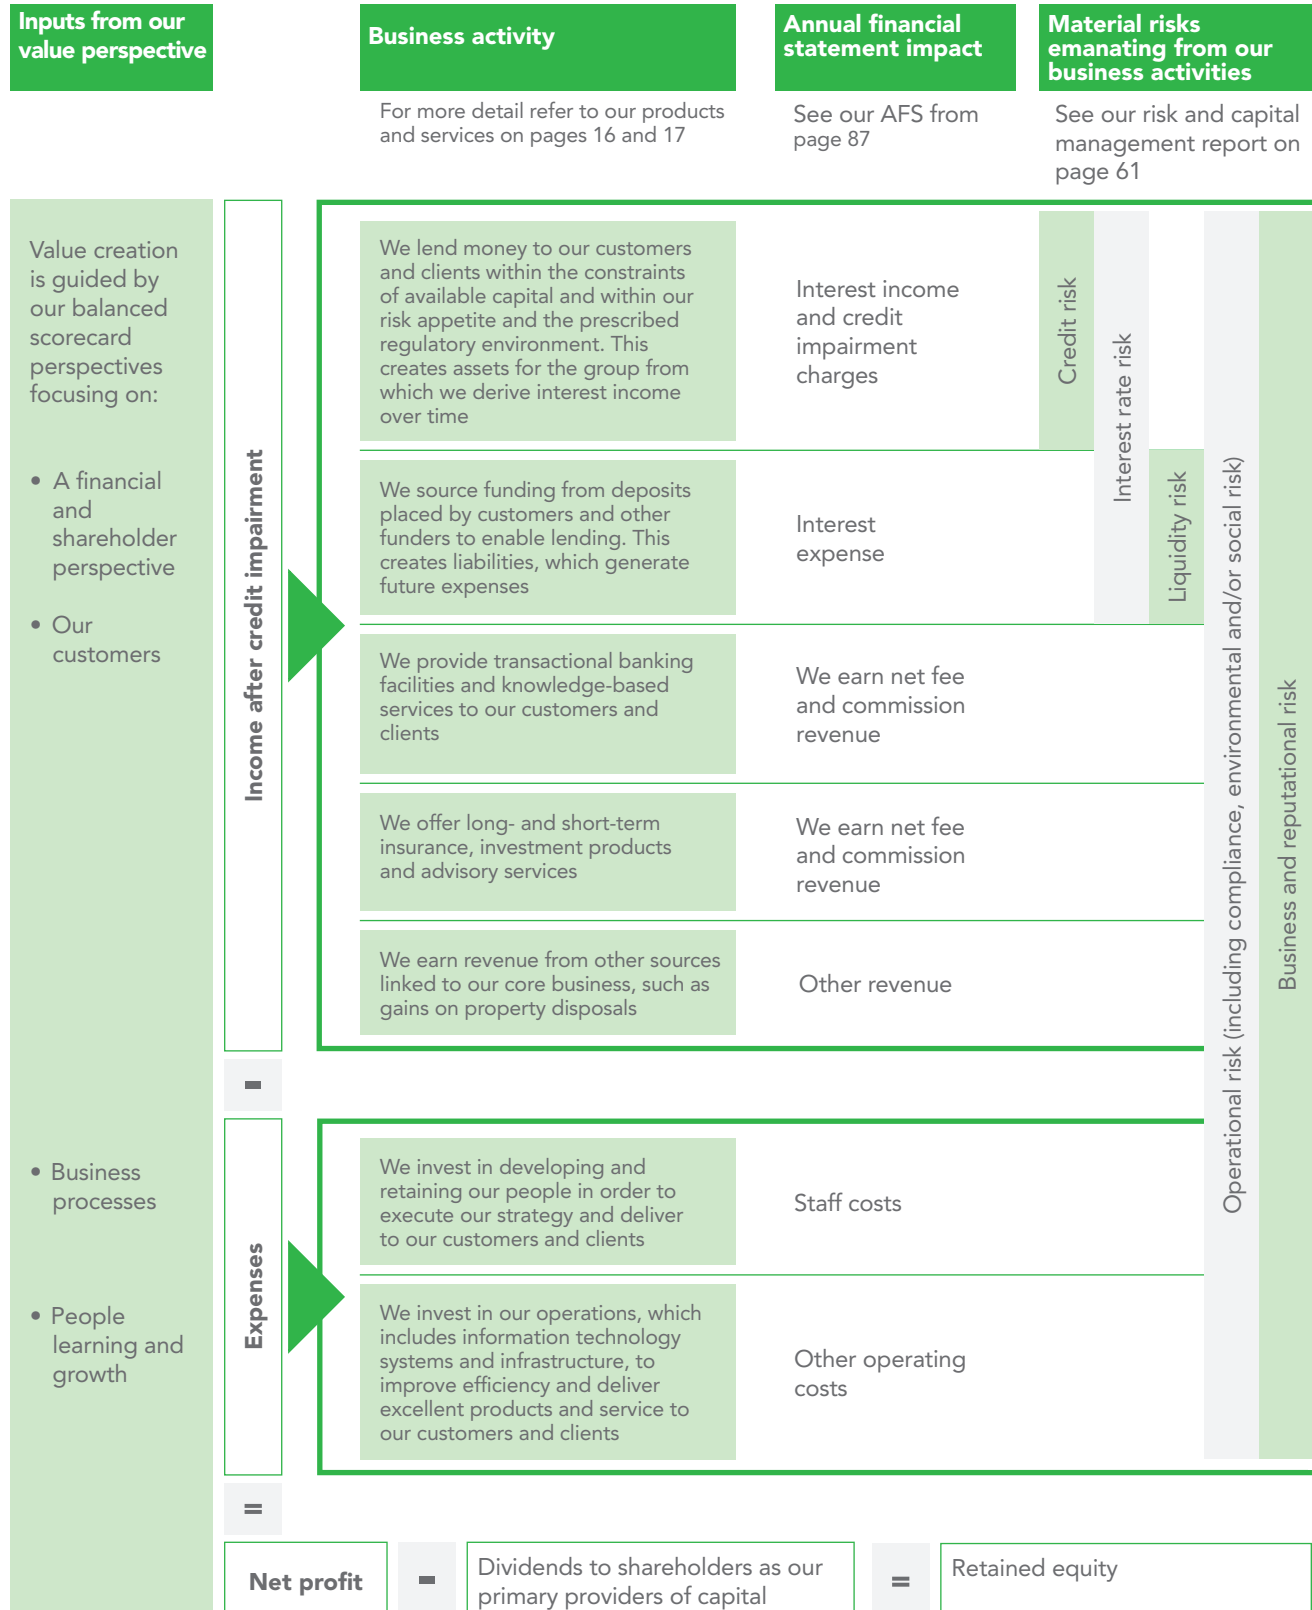 Inputs from our
value perspective
Business activity
Annual financial
statement impact
Material risks
emanating from our
business activities
For more detail refer to our products
and services on pages 16 and 17
See our AFS from
page 87
See our risk and capital
management report on
page 61
Value creation
is guided by
our balanced
scorecard
perspectives
focusing on:
• A financial
and
shareholder
perspective
• Our
customers
• Business
processes
• People
learning and
growth
Income after credit impairment
We lend money to our customers
and clients within the constraints
of available capital and within our
risk appetite and the prescribed
regulatory environment. This
creates assets for the group from
which we derive interest income
over time
Interest income
and credit
impairment
charges
We source funding from deposits
placed by customers and other
funders to enable lending. This
creates liabilities, which generate
future expenses
Interest
expense
We provide transactional banking
facilities and knowledge-based
services to our customers and
clients
We earn net fee
and commission
revenue
We offer long- and short-term
insurance, investment products
and advisory services
We earn net fee
and commission
revenue
We earn revenue from other sources
linked to our core business, such as
gains on property disposals
Other revenue
Credit risk
Interest rate risk
Liquidity risk
Operational risk (including compliance, environmental and/or social risk)
Business and reputational risk
-
Expenses
We invest in developing and
retaining our people in order to
execute our strategy and deliver
to our customers and clients
Staff costs
We invest in our operations, which
includes information technology
systems and infrastructure, to
improve efficiency and deliver
excellent products and service to
our customers and clients
Other operating
costs
=
Net profit
-
Dividends to shareholders as our
primary providers of capital
=
Retained equity